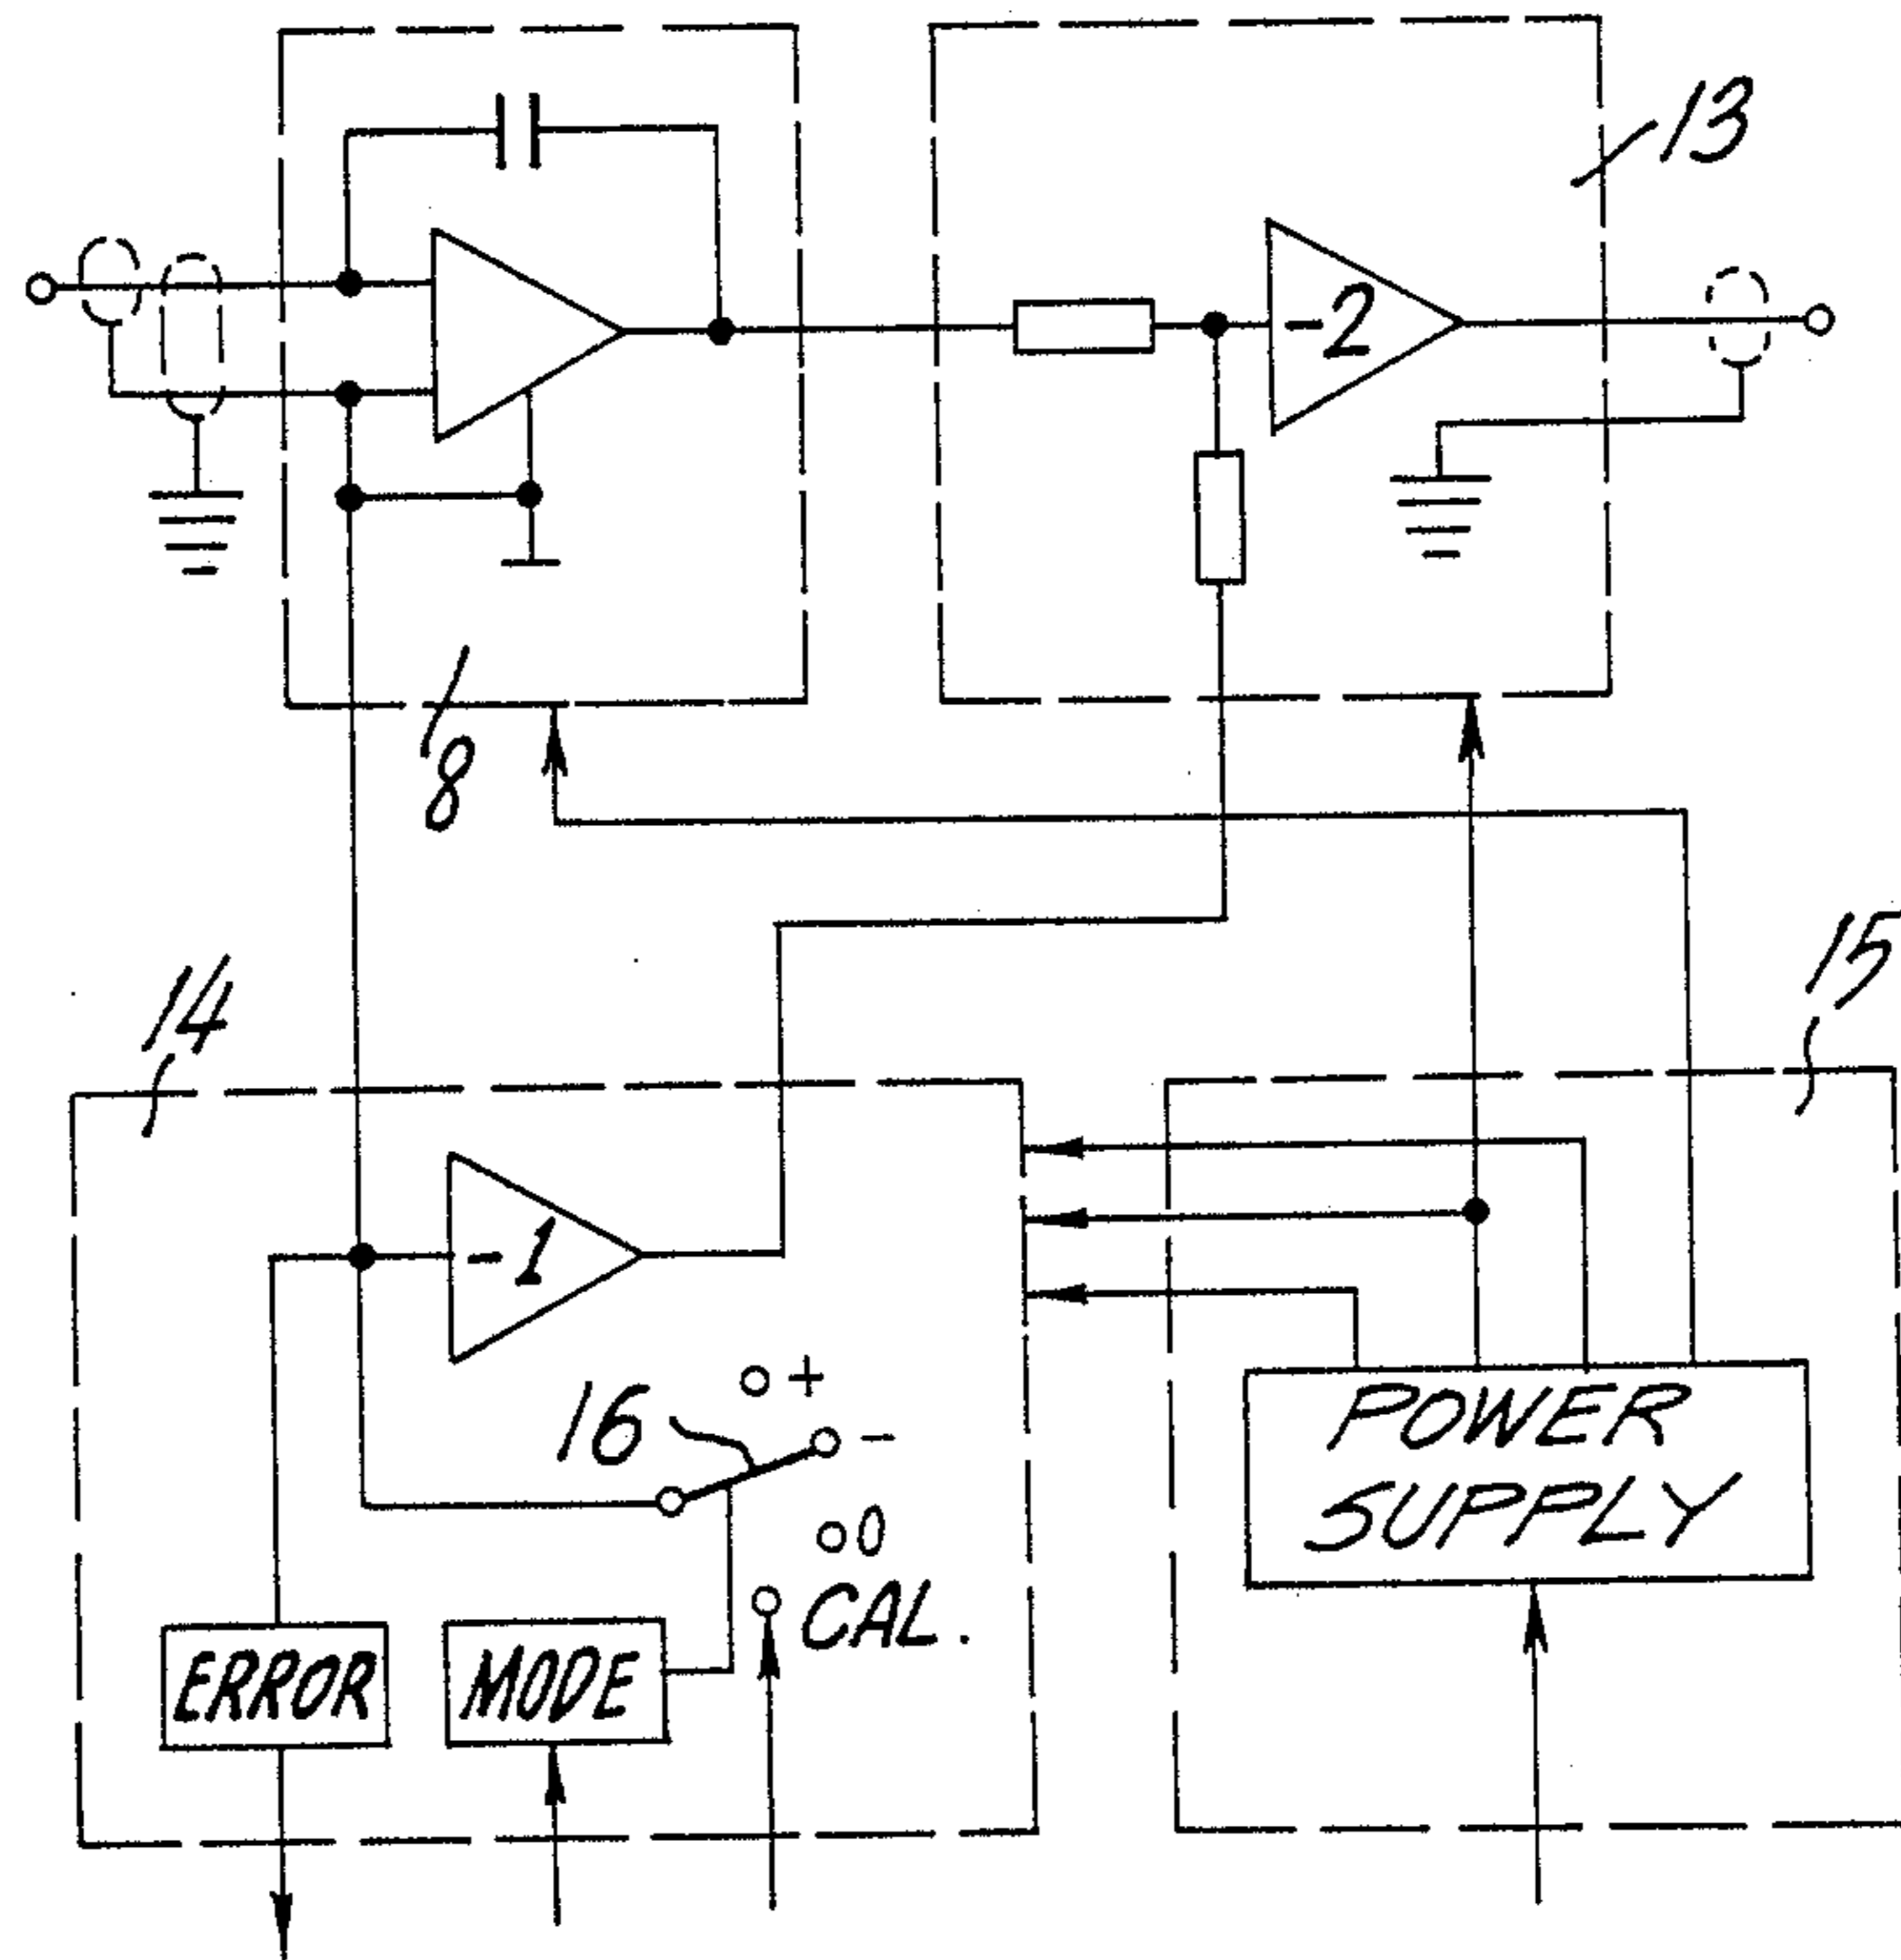 13
-2
8
14
15
-1
+
16
-
POWER
SUPPLY
0
CAL.
ERROR
MODE